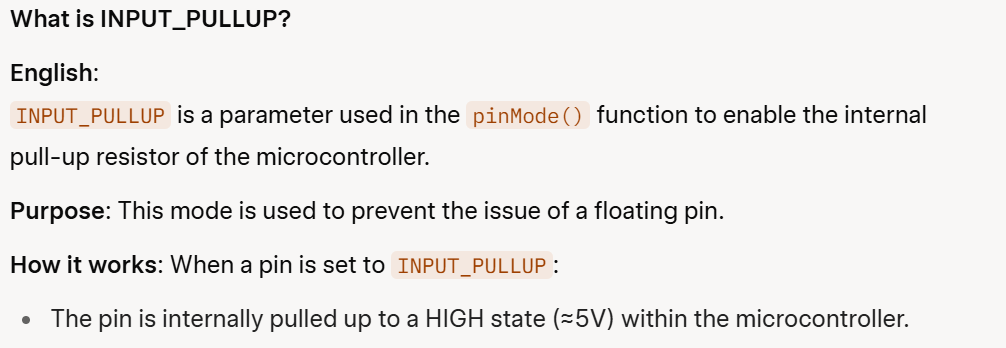 What is INPUT_PULLUP?
English:
INPUT_PULLUP is a parameter used in the pinMode() function to enable the internal
pull-up resistor of the microcontroller.
Purpose: This mode is used to prevent the issue of a floating pin.
How it works: When a pin is set to INPUT_PULLUP:
• The pin is internally pulled up to a HIGH state (≈5V) within the microcontroller.